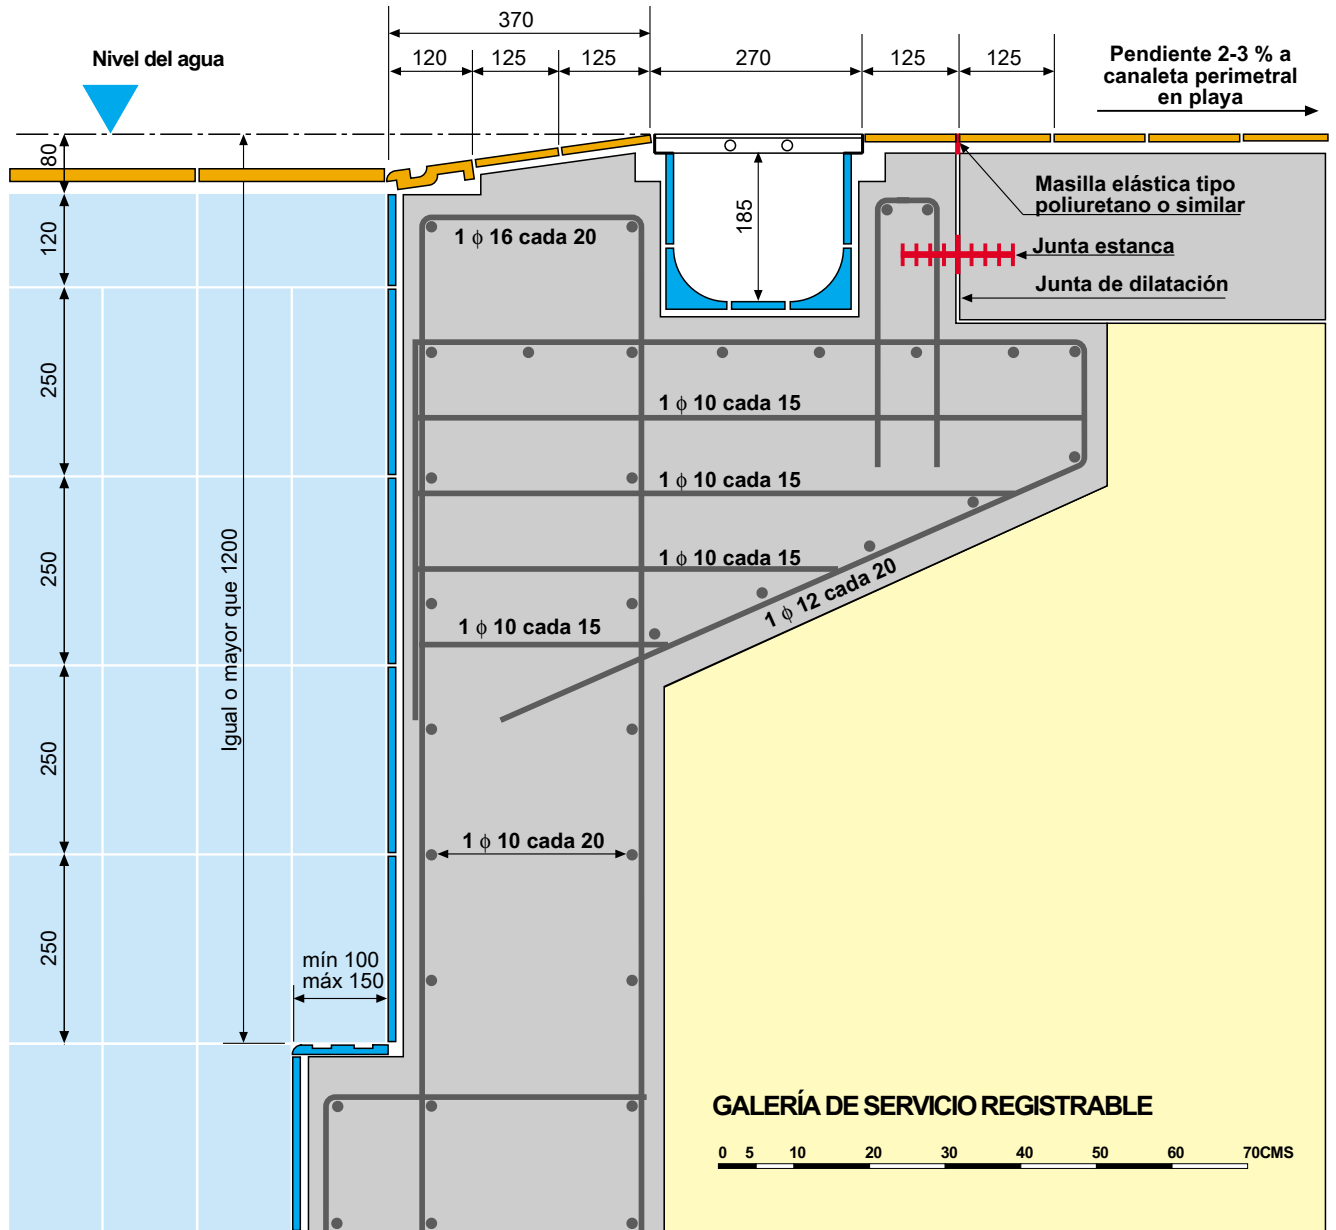 370
120 125 125 270 125 125
Nivel del agua
Pendiente 2-3 % a
canaleta perimetral
en playa
80
120
250
250
250
250
Igual o mayor que 1200
mín 100
máx 150
185
Masilla elástica tipo
poliuretano o similar
Junta estanca
Junta de dilatación
1 ϕ 16 cada 20
1 ϕ 10 cada 15
1 ϕ 10 cada 15
1 ϕ 10 cada 15
1 ϕ 12 cada 20
1 ϕ 10 cada 15
1 ϕ 10 cada 20
GALERÍA DE SERVICIO REGISTRABLE
0 5 10 20 30 40 50 60 70CMS